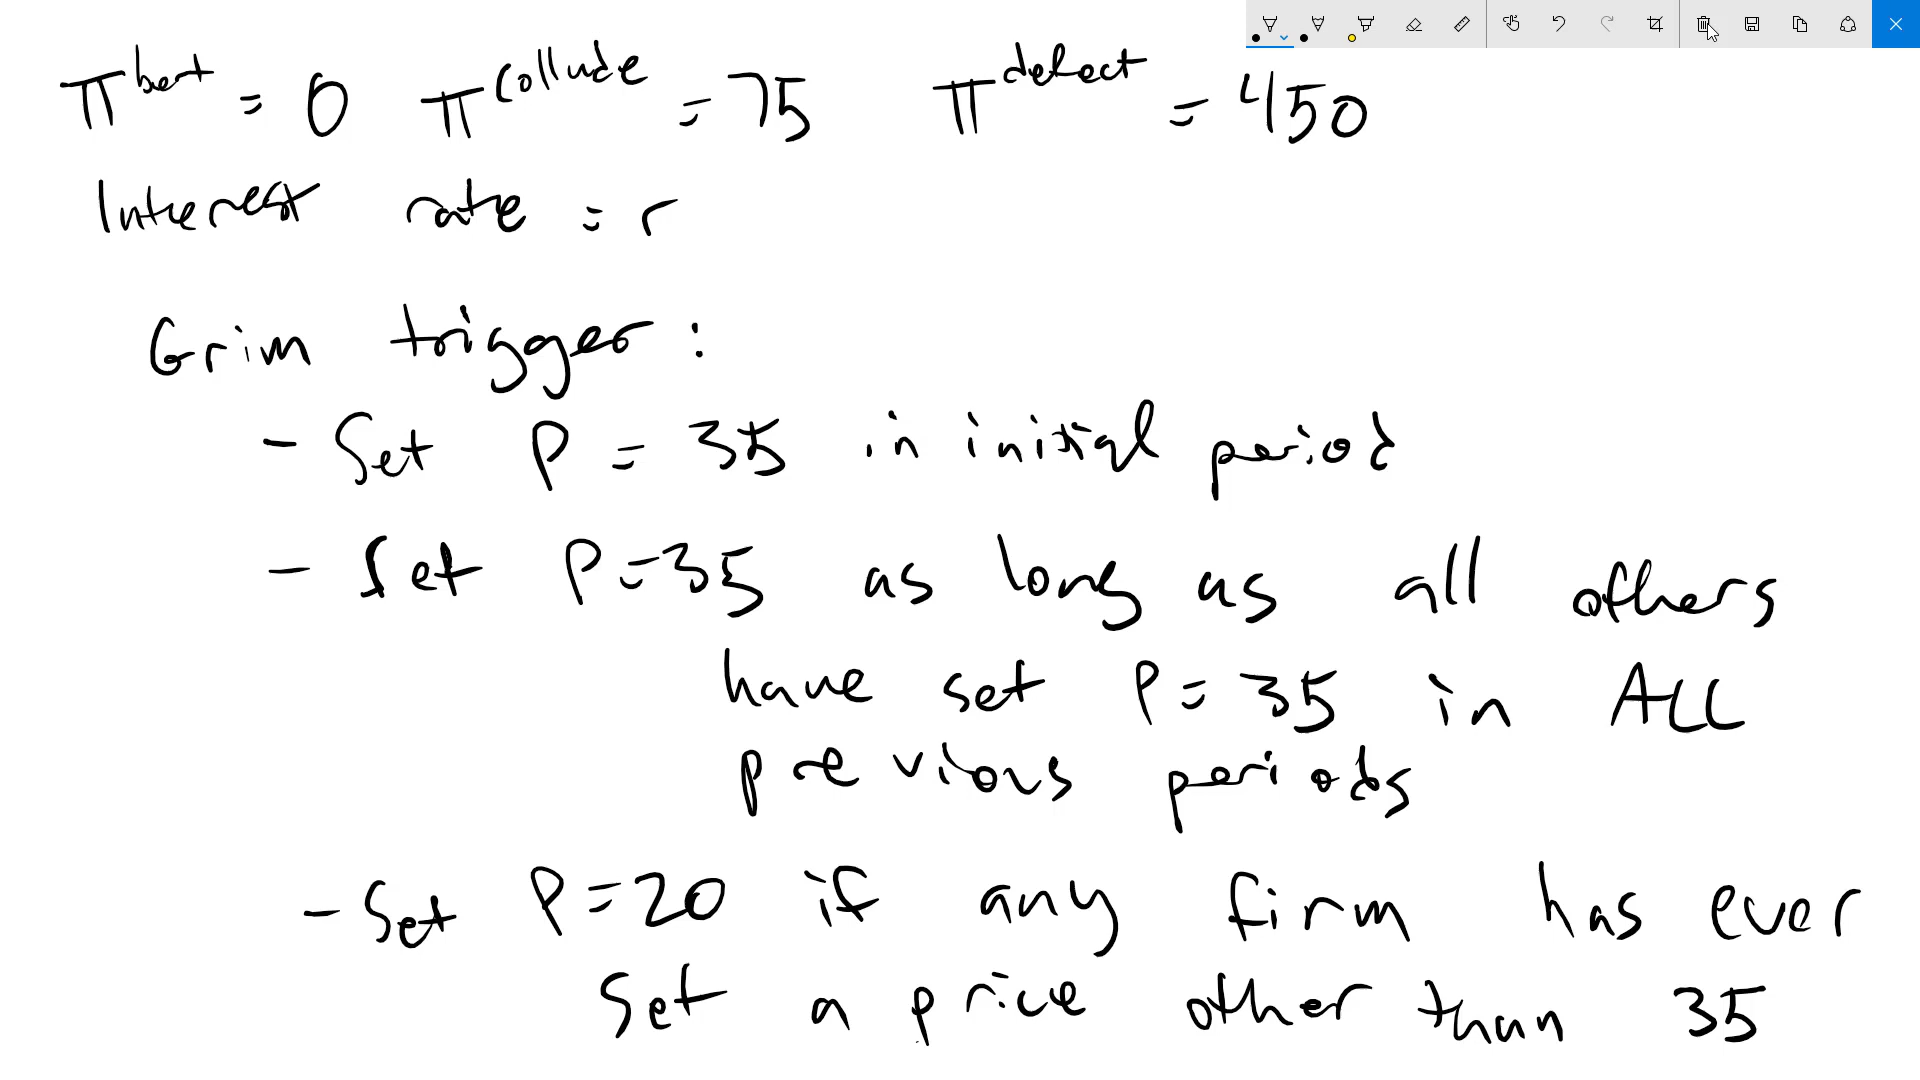 π^bert = 0 π^collude = 75 π^defect = 450
Interest rate = r
Grim trigger:
- Set P = 35 in initial period
- Set P=35 as long as all others
have set P = 35 in ALL
previous periods
- Set P=20 if any firm has ever
set a price other than 35